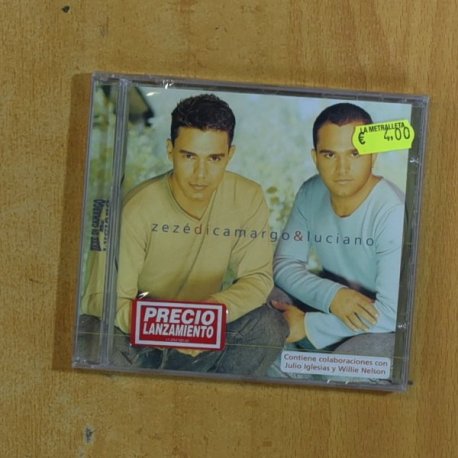 LA METRALLETA
€ 4,00
zezédicamargo&luciano
PRECIO
LANZAMIENTO
Contiene colaboraciones con
Julio Iglesias y Willie Nelson